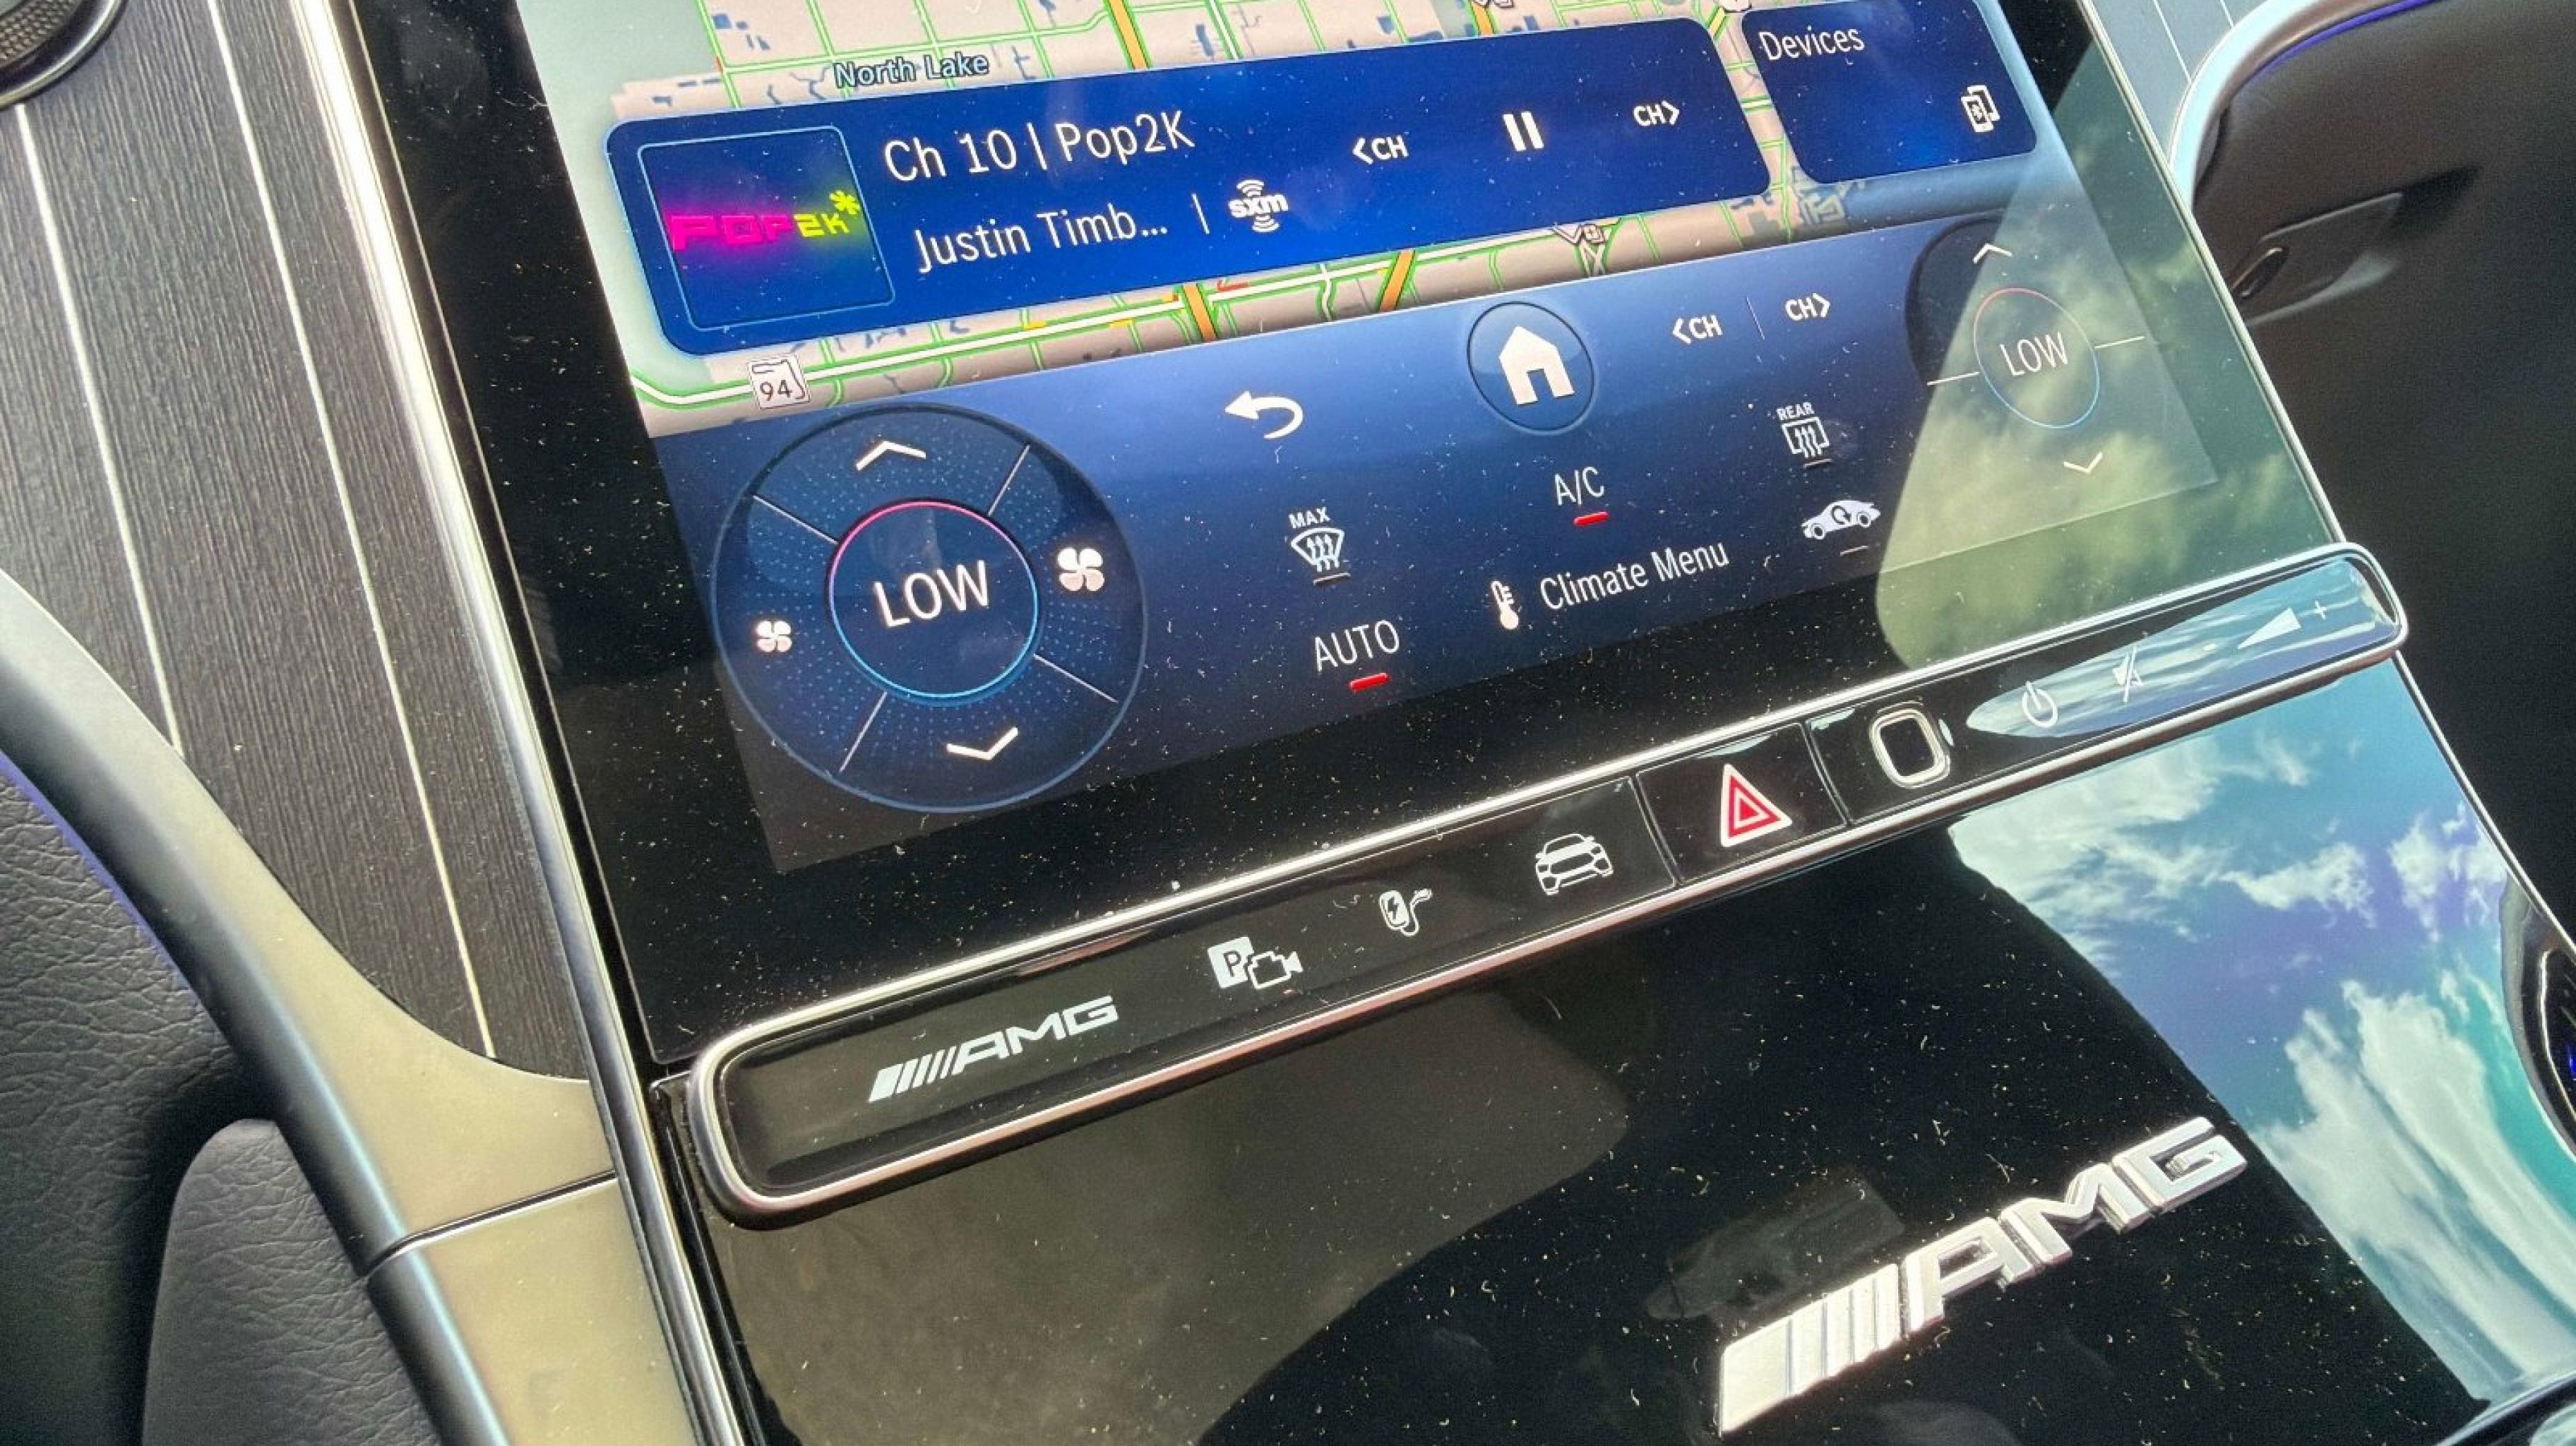 North Lake
Devices
Ch 10 | Pop2K
CH
CH
POP2K*
Justin Timb... | sxm
94
CH
CH
LOW
REAR
A/C
MAX
LOW
Climate Menu
AUTO
P
AMG
AMG